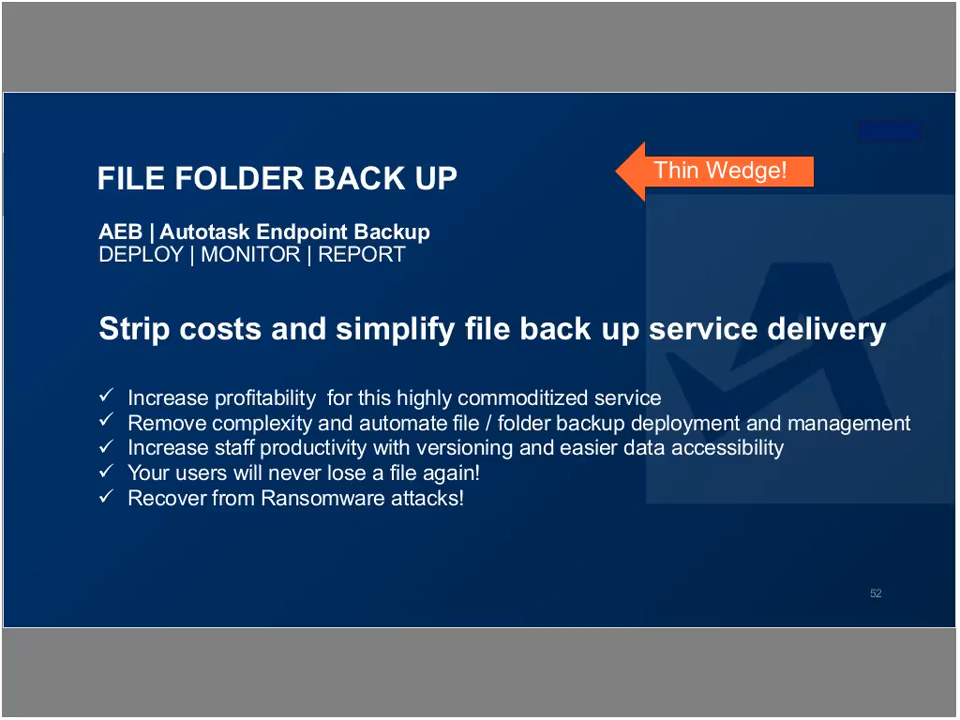 FILE FOLDER BACK UP
Thin Wedge!
AEB | Autotask Endpoint Backup
DEPLOY | MONITOR | REPORT
Strip costs and simplify file back up service delivery
✓ Increase profitability  for this highly commoditized service
✓ Remove complexity and automate file / folder backup deployment and management
✓ Increase staff productivity with versioning and easier data accessibility
✓ Your users will never lose a file again!
✓ Recover from Ransomware attacks!
52